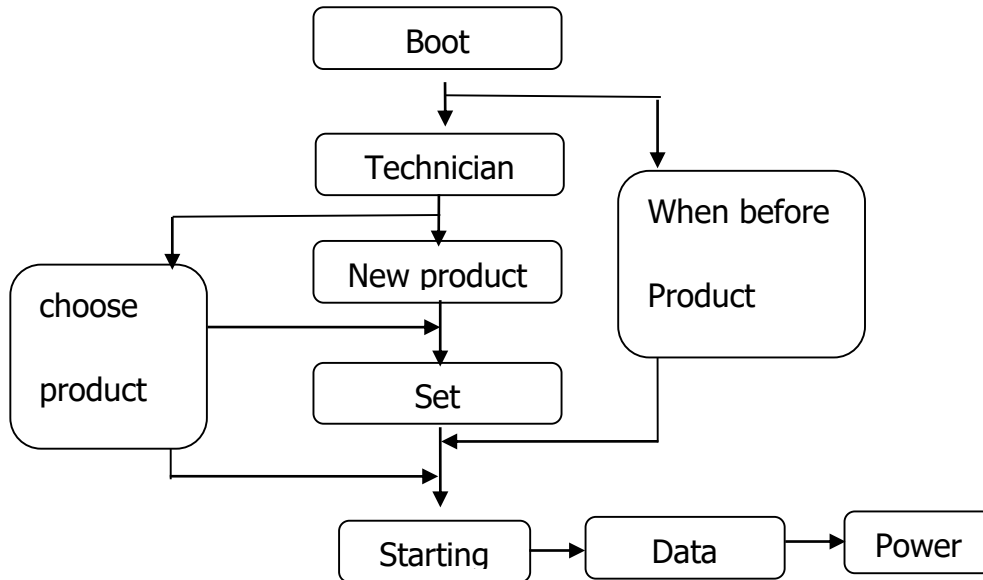 Boot
Technician
When before
Product
New product
choose
product
Set
Starting
Data
Power